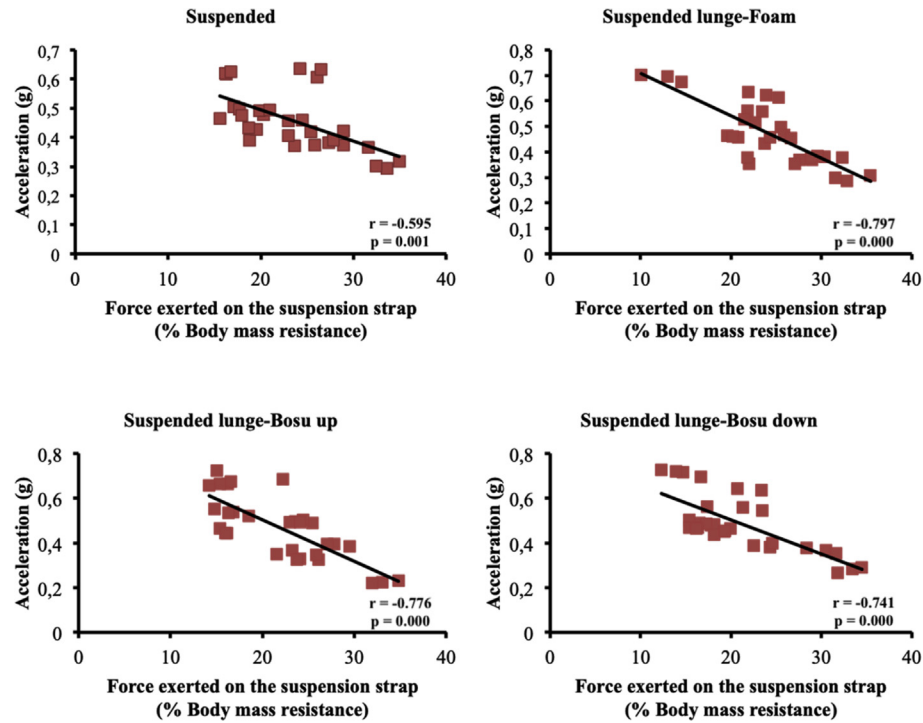 Suspended
0,7
0,6
0,5
0,4
0,3
0,2
0,1
0
Acceleration (g)
r = -0.595
p = 0.001
0 10 20 30 40
Force exerted on the suspension strap
(% Body mass resistance)
Suspended lunge-Foam
0,8
0,7
0,6
0,5
0,4
0,3
0,2
0,1
0
Acceleration (g)
r = -0.797
p = 0.000
0 10 20 30 40
Force exerted on the suspension strap
(% Body mass resistance)
Suspended lunge-Bosu up
0,8
0,6
0,4
0,2
0
Acceleration (g)
r = -0.776
p = 0.000
0 10 20 30 40
Force exerted on the suspension strap
(% Body mass resistance)
Suspended lunge-Bosu down
0,8
0,6
0,4
0,2
0
Acceleration (g)
r = -0.741
p = 0.000
0 10 20 30 40
Force exerted on the suspension strap
(% Body mass resistance)